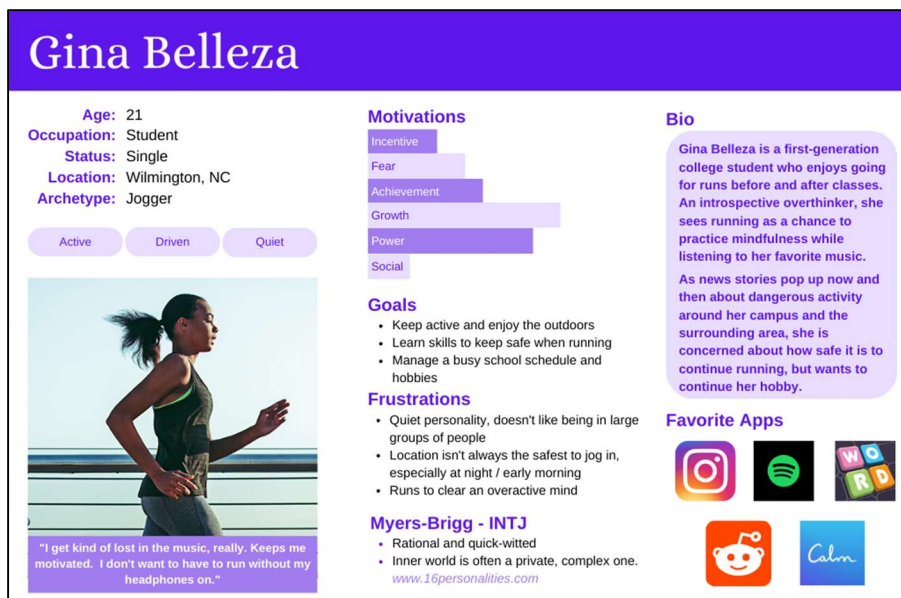 Gina Belleza
Age: 21
Occupation: Student
Status: Single
Location: Wilmington, NC
Archetype: Jogger
Active
Driven
Quiet
"I get kind of lost in the music, really. Keeps me
motivated.  I don't want to have to run without my
headphones on."
Motivations
Incentive
Fear
Achievement
Growth
Power
Social
Goals
• Keep active and enjoy the outdoors
• Learn skills to keep safe when running
• Manage a busy school schedule and
hobbies
Frustrations
• Quiet personality, doesn't like being in large
groups of people
• Location isn't always the safest to jog in,
especially at night / early morning
• Runs to clear an overactive mind
Myers-Brigg - INTJ
• Rational and quick-witted
• Inner world is often a private, complex one.
www.16personalities.com
Bio
Gina Belleza is a first-generation
college student who enjoys going
for runs before and after classes.
An introspective overthinker, she
sees running as a chance to
practice mindfulness while
listening to her favorite music.
As news stories pop up now and
then about dangerous activity
around her campus and the
surrounding area, she is
concerned about how safe it is to
continue running, but wants to
continue her hobby.
Favorite Apps
WORD
Calm